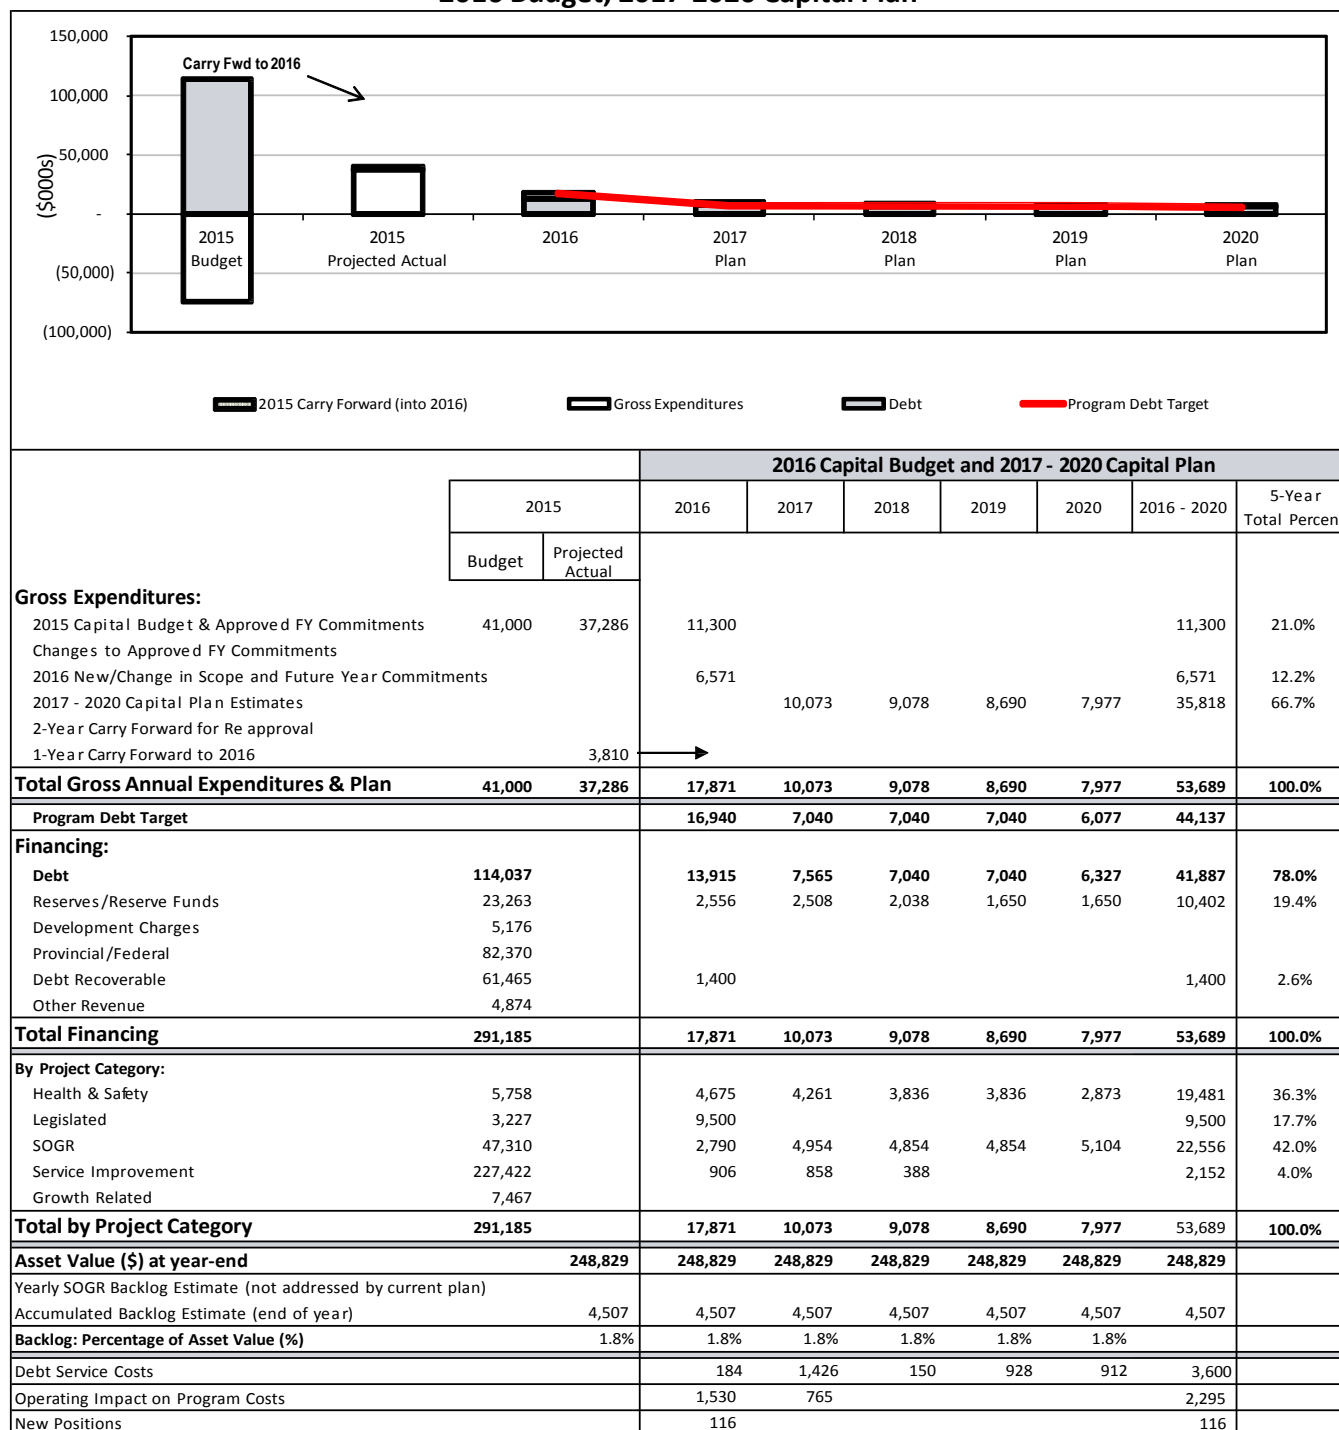 150,000
Carry Fwd to 2016
100,000
50,000
($000s)
-
2015 2015 2016 2017 2018 2019 2020
Budget Projected Actual Plan Plan Plan Plan
(50,000)
(100,000)
2015 Carry Forward (into 2016) Gross Expenditures Debt Program Debt Target
2016 Capital Budget and 2017 - 2020 Capital Plan
2015 2016 2017 2018 2019 2020 2016 - 2020 5-Year
Total Percen
Budget Projected
Actual
Gross Expenditures:
2015 Capital Budget & Approved FY Commitments 41,000 37,286 11,300 11,300 21.0%
Changes to Approved FY Commitments
2016 New/Change in Scope and Future Year Commitments 6,571 6,571 12.2%
2017 - 2020 Capital Plan Estimates 10,073 9,078 8,690 7,977 35,818 66.7%
2-Year Carry Forward for Re approval
1-Year Carry Forward to 2016 3,810
Total Gross Annual Expenditures & Plan 41,000 37,286 17,871 10,073 9,078 8,690 7,977 53,689 100.0%
Program Debt Target 16,940 7,040 7,040 7,040 6,077 44,137
Financing:
Debt 114,037 13,915 7,565 7,040 7,040 6,327 41,887 78.0%
Reserves/Reserve Funds 23,263 2,556 2,508 2,038 1,650 1,650 10,402 19.4%
Development Charges 5,176
Provincial/Federal 82,370
Debt Recoverable 61,465 1,400 1,400 2.6%
Other Revenue 4,874
Total Financing 291,185 17,871 10,073 9,078 8,690 7,977 53,689 100.0%
By Project Category:
Health & Safety 5,758 4,675 4,261 3,836 3,836 2,873 19,481 36.3%
Legislated 3,227 9,500 9,500 17.7%
SOGR 47,310 2,790 4,954 4,854 4,854 5,104 22,556 42.0%
Service Improvement 227,422 906 858 388 2,152 4.0%
Growth Related 7,467
Total by Project Category 291,185 17,871 10,073 9,078 8,690 7,977 53,689 100.0%
Asset Value ($) at year-end 248,829 248,829 248,829 248,829 248,829 248,829 248,829
Yearly SOGR Backlog Estimate (not addressed by current plan)
Accumulated Backlog Estimate (end of year) 4,507 4,507 4,507 4,507 4,507 4,507 4,507
Backlog: Percentage of Asset Value (%) 1.8% 1.8% 1.8% 1.8% 1.8% 1.8%
Debt Service Costs 184 1,426 150 928 912 3,600
Operating Impact on Program Costs 1,530 765 2,295
New Positions 116 116